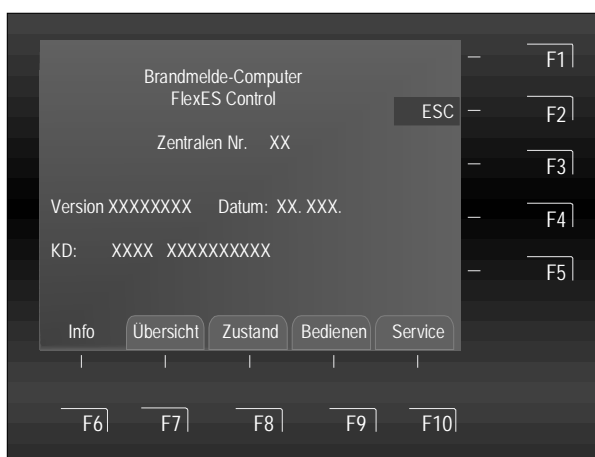 F1
Brandmelde-Computer
FlexES Control
ESC
F2
Zentralen Nr. XX
F3
Version XXXXXXXX Datum: XX. XXX.
F4
KD: XXXX XXXXXXXXXX
F5
Info Übersicht Zustand Bedienen Service
F6 F7 F8 F9 F10